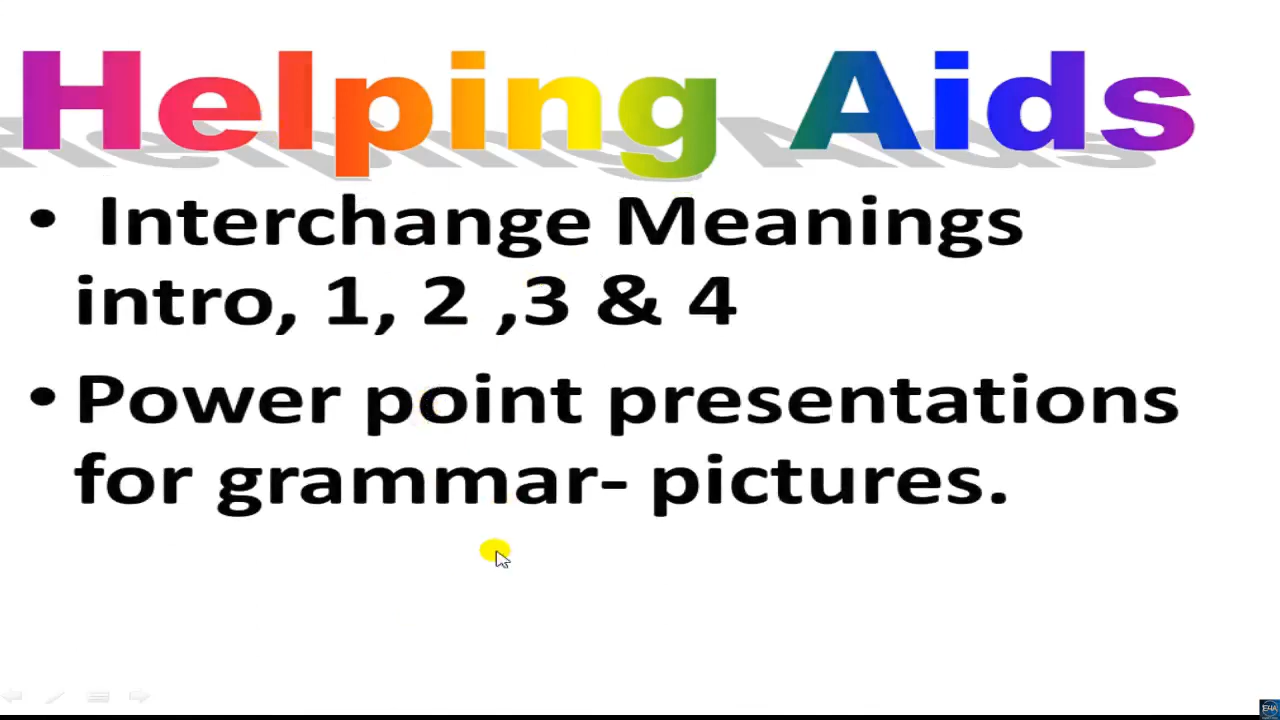 Helping Aids
• Interchange Meanings
intro, 1, 2 ,3 & 4
• Power point presentations
for grammar- pictures.